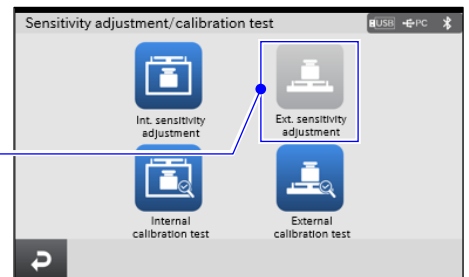 Sensitivity adjustment/calibration test
USB PC
Int. sensitivity
adjustment
Ext. sensitivity
adjustment
Internal
calibration test
External
calibration test